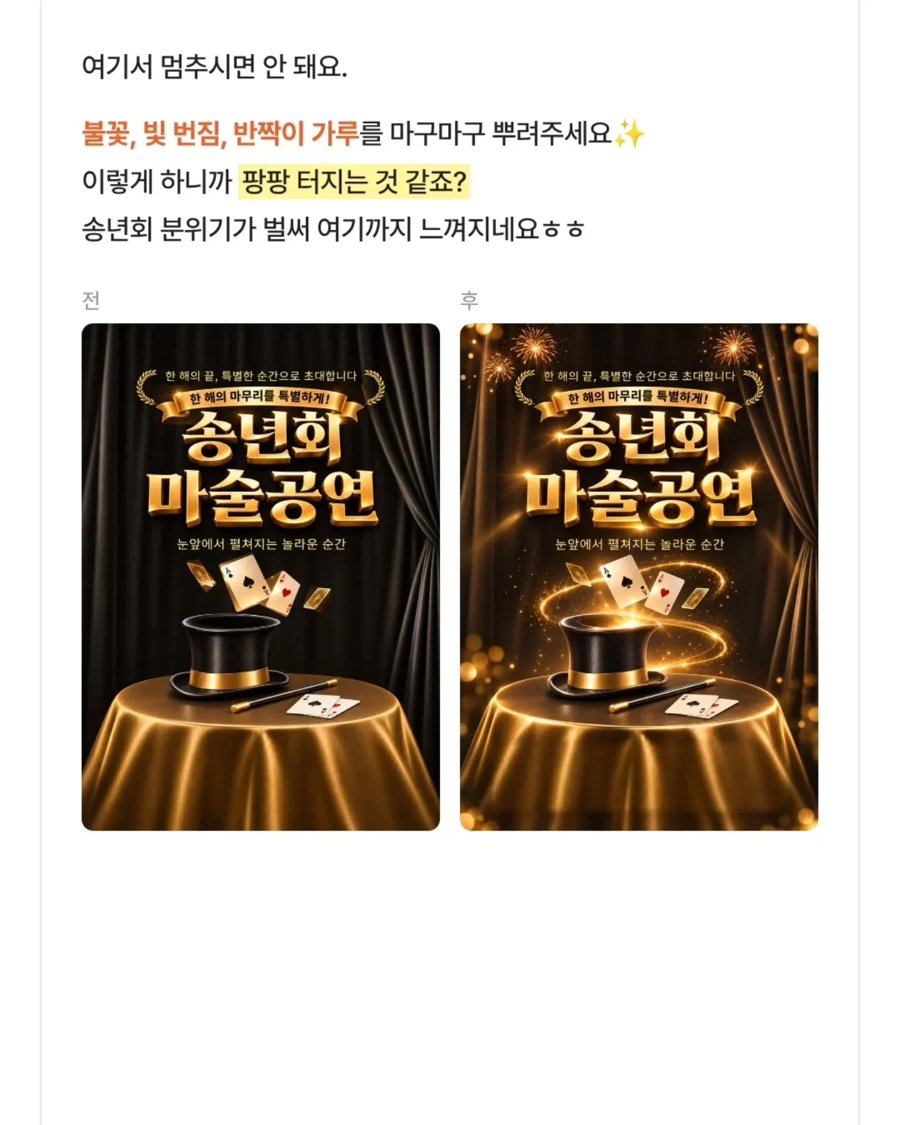 여기서 멈추시면 안 돼요.
불꽃, 빛 번짐, 반짝이 가루를 마구마구 뿌려주세요✨
이렇게 하니까 팡팡 터지는 것 같죠?
송년회 분위기가 벌써 여기까지 느껴지네요ㅎㅎ
전
한 해의 끝, 특별한 순간으로 초대합니다
한 해의 마무리를 특별하게!
송년회
마술공연
눈앞에서 펼쳐지는 놀라운 순간
A
A
후
한 해의 끝, 특별한 순간으로 초대합니다
한 해의 마무리를 특별하게!
송년회
마술공연
눈앞에서 펼쳐지는 놀라운 순간
A
A